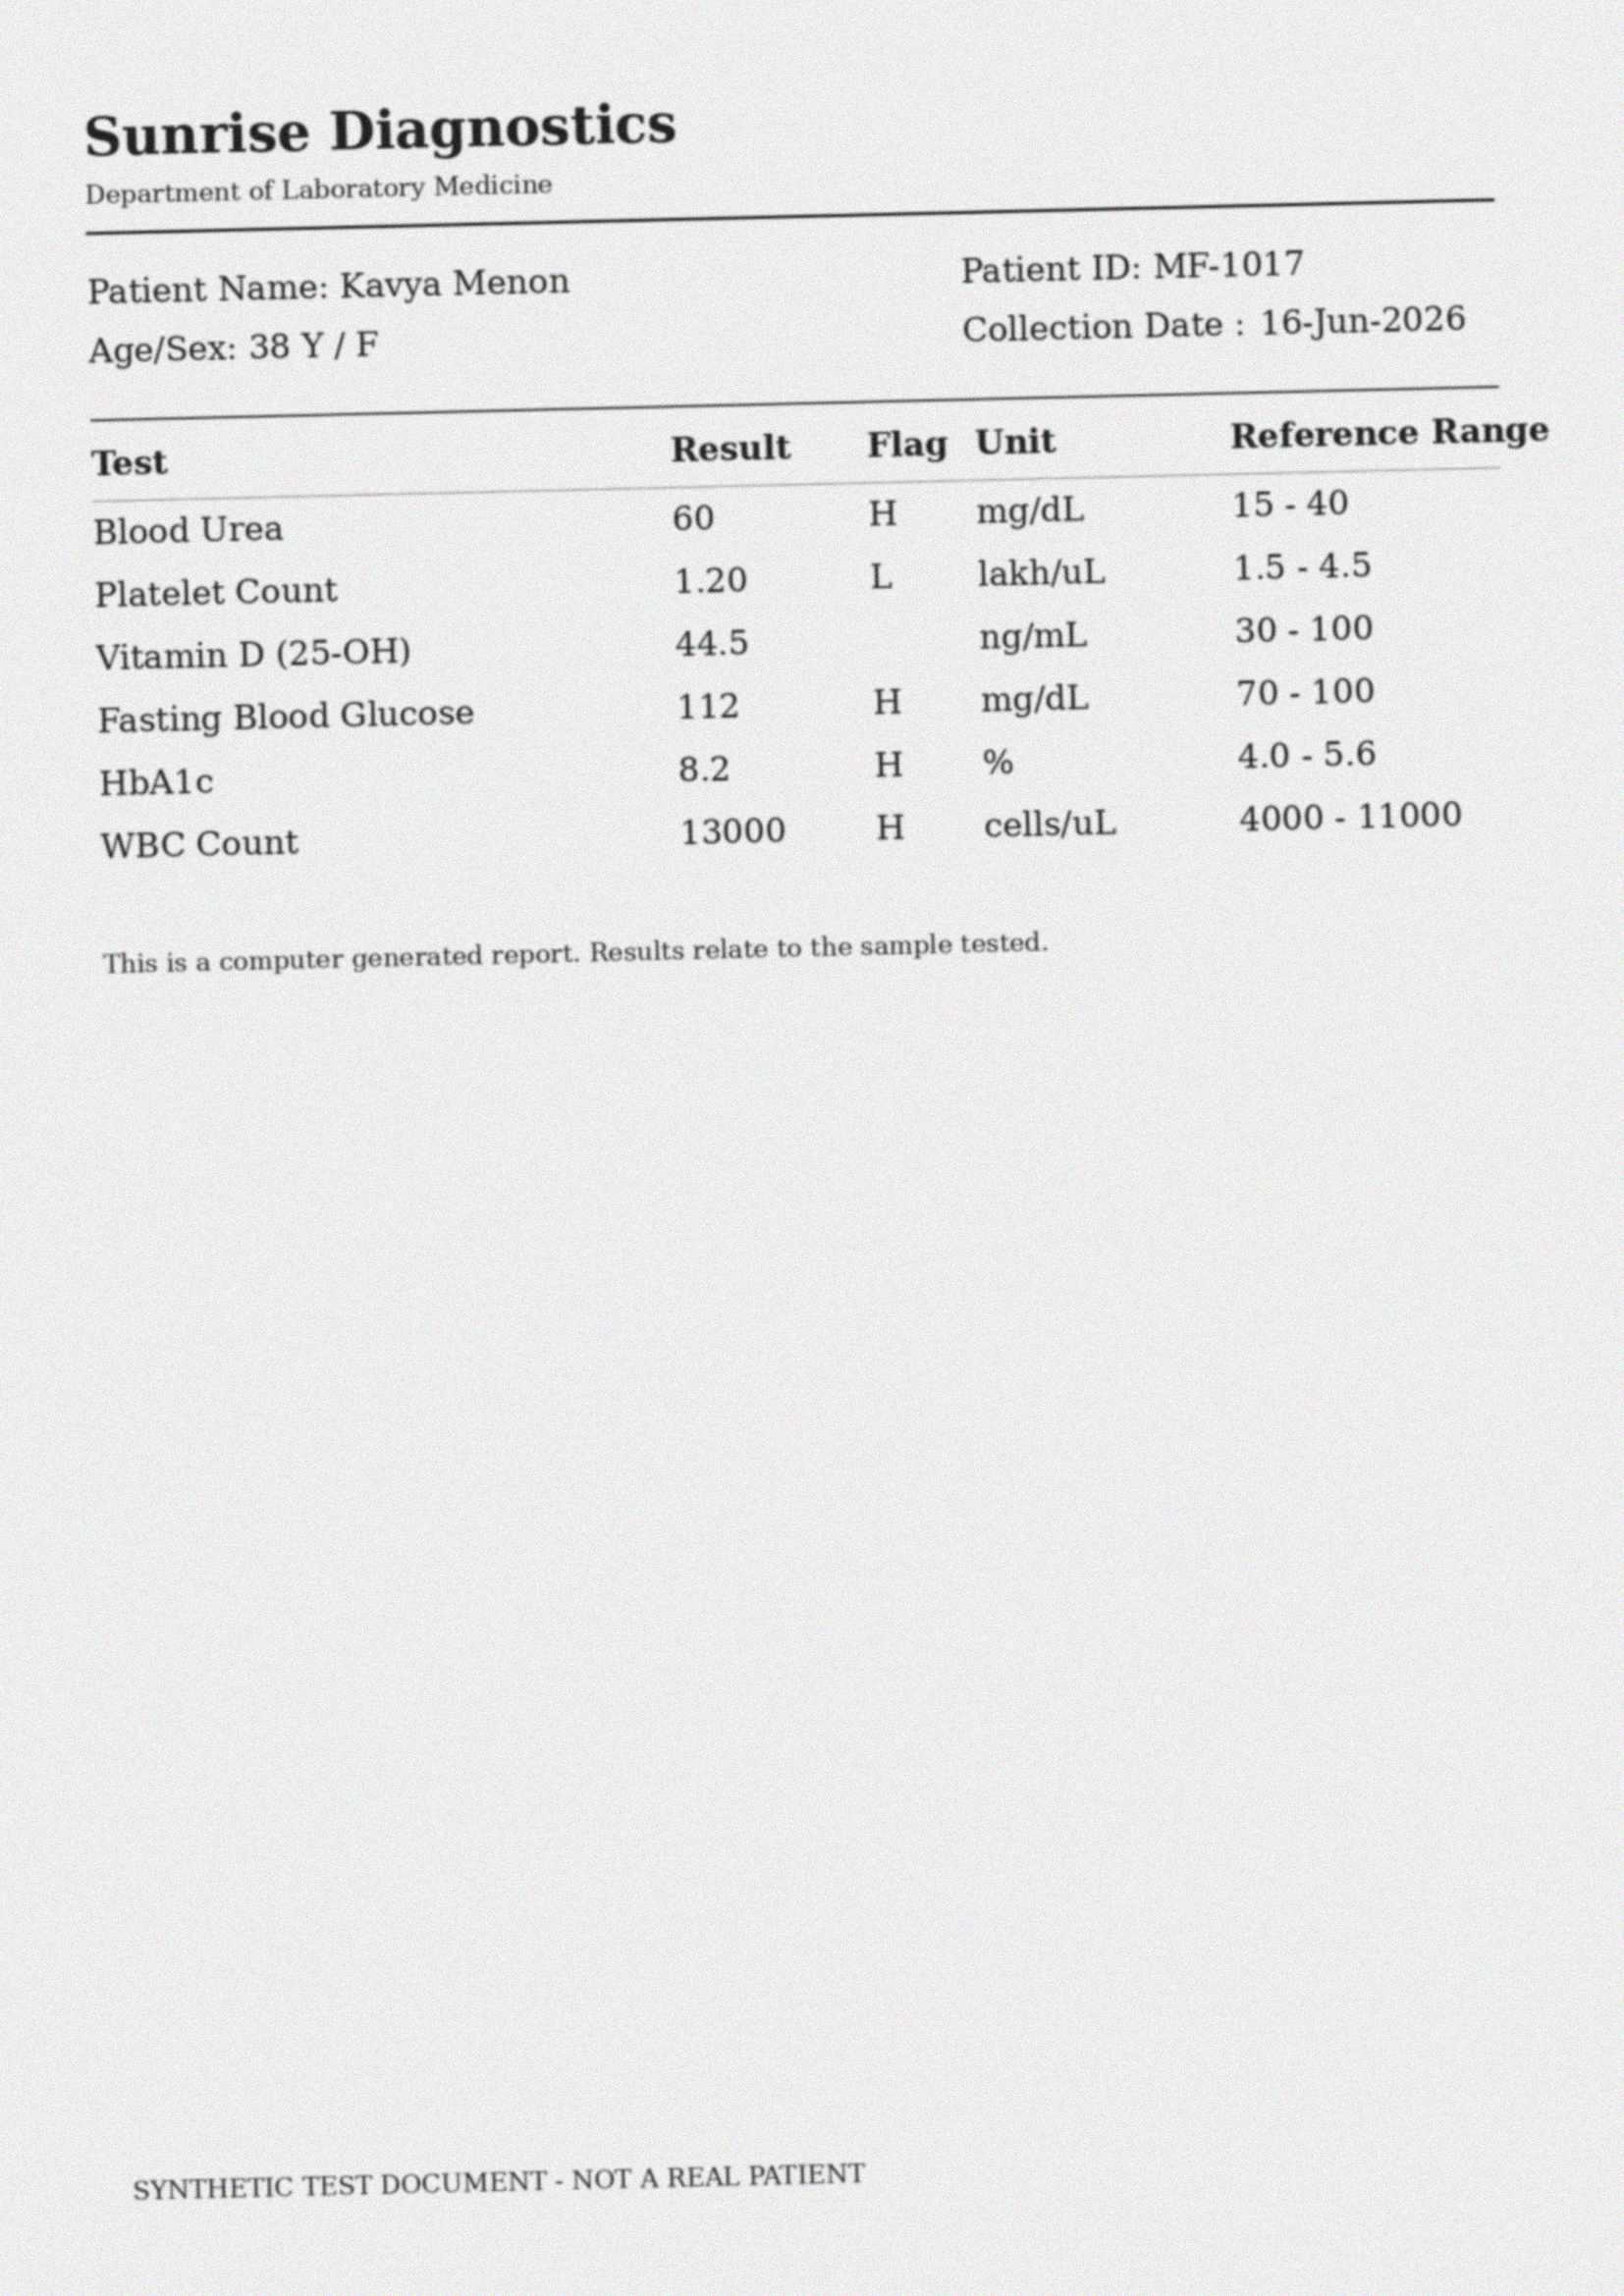 Sunrise Diagnostics
Department of Laboratory Medicine
Patient Name: Kavya Menon Patient ID: MF-1017
Age/Sex: 38 Y / F Collection Date : 16-Jun-2026
Test Result Flag Unit Reference Range
Blood Urea 60 H mg/dL 15 - 40
Platelet Count 1.20 L lakh/uL 1.5 - 4.5
Vitamin D (25-OH) 44.5 ng/mL 30 - 100
Fasting Blood Glucose 112 H mg/dL 70 - 100
HbA1c 8.2 H % 4.0 - 5.6
WBC Count 13000 H cells/uL 4000 - 11000
This is a computer generated report. Results relate to the sample tested.
SYNTHETIC TEST DOCUMENT - NOT A REAL PATIENT